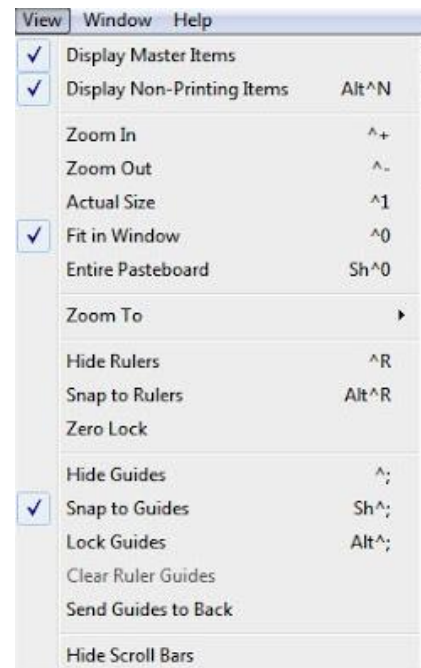 View Window Help
Display Master Items
Display Non-Printing Items Alt^N
Zoom In ^+
Zoom Out ^-
Actual Size ^1
Fit in Window ^0
Entire Pasteboard Sh^0
Zoom To
Hide Rulers ^R
Snap to Rulers Alt^R
Zero Lock
Hide Guides ^;
Snap to Guides Sh^;
Lock Guides Alt^;
Clear Ruler Guides
Send Guides to Back
Hide Scroll Bars